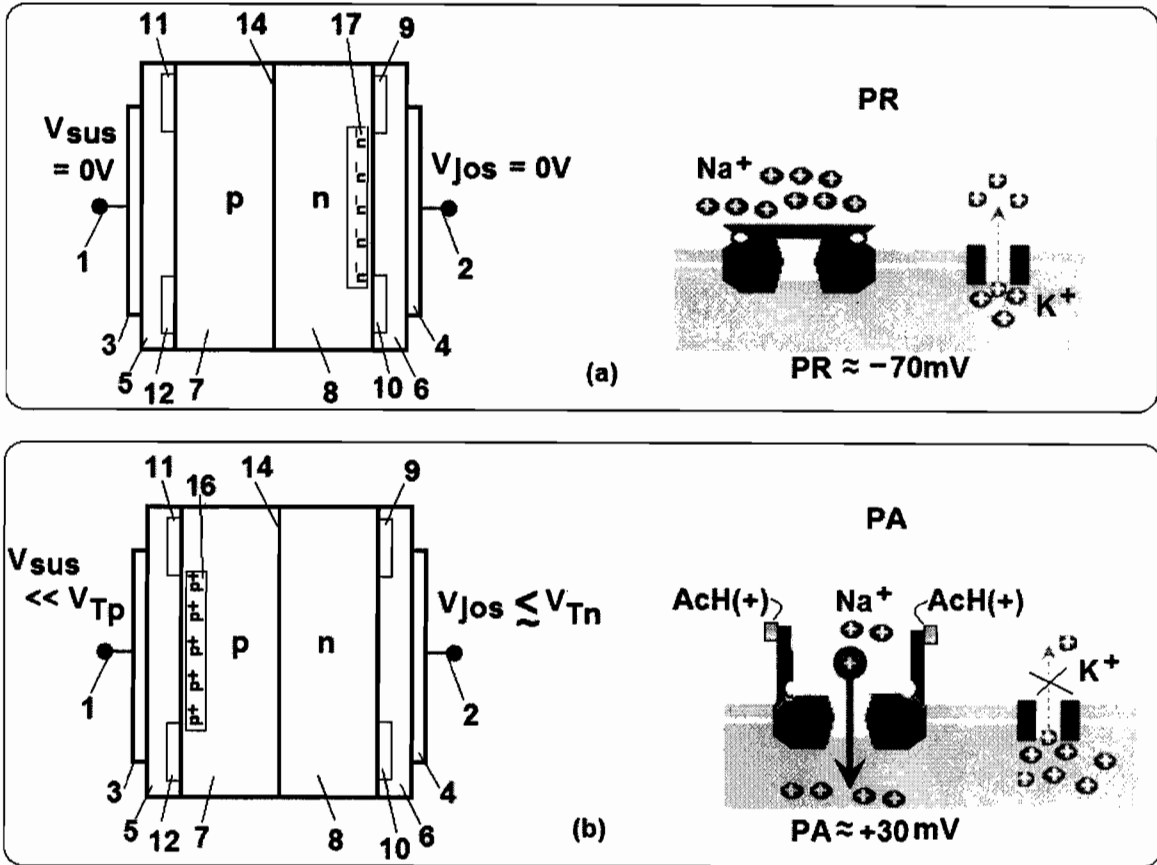 11 14 17 9
PR
Vsus = 0V
VJos = 0V
Na+
p n
n- n- n- n- n-
1 2
K+
3 5 12 7 8 10 6 4
(a)
PR ≈ −70mV
11 16 14 9
PA
Vsus << VTp
VJos ≲ VTn
AcH(+) Na+ AcH(+)
p+ p+ p+ p+ p+
p n
K+
1 2
3 5 12 7 8 10 6 4
(b)
PA ≈ +30mV